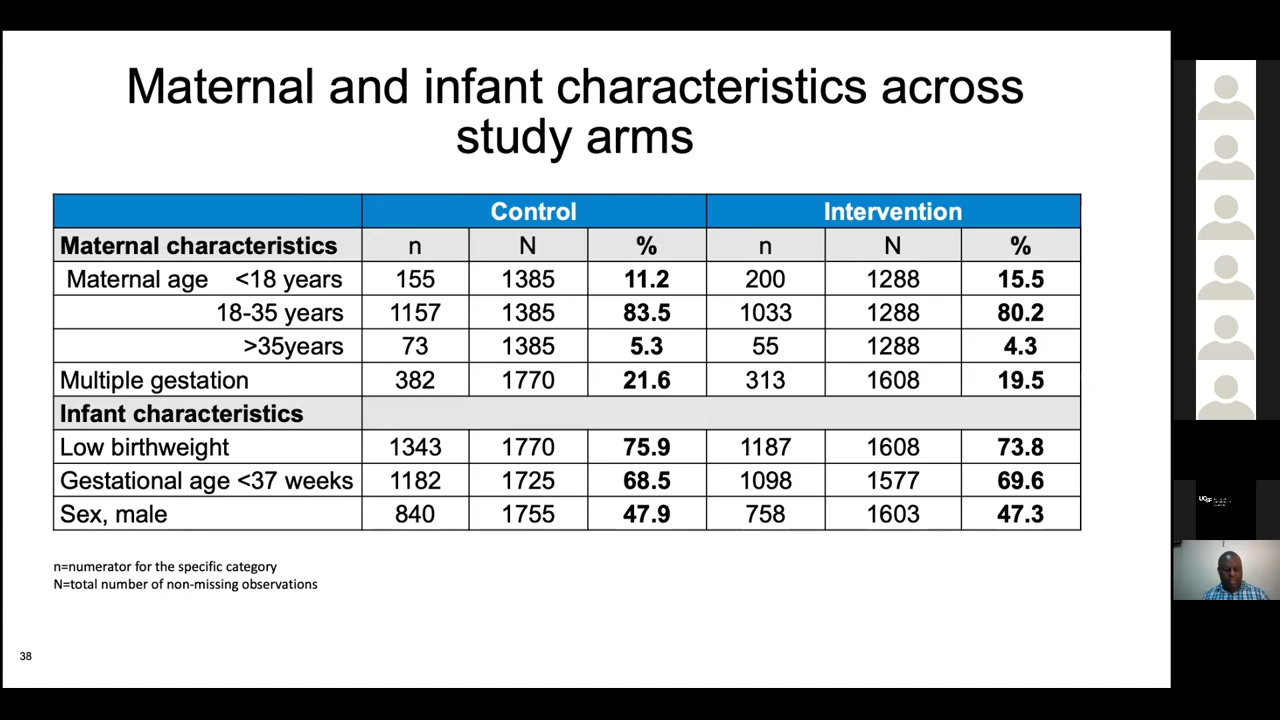 Maternal and infant characteristics across
study arms
Control Intervention
Maternal characteristics n N % n N %
Maternal age <18 years 155 1385 11.2 200 1288 15.5
18-35 years 1157 1385 83.5 1033 1288 80.2
>35years 73 1385 5.3 55 1288 4.3
Multiple gestation 382 1770 21.6 313 1608 19.5
Infant characteristics
Low birthweight 1343 1770 75.9 1187 1608 73.8
Gestational age <37 weeks 1182 1725 68.5 1098 1577 69.6
Sex, male 840 1755 47.9 758 1603 47.3
n=numerator for the specific category
N=total number of non-missing observations
38
UCSF